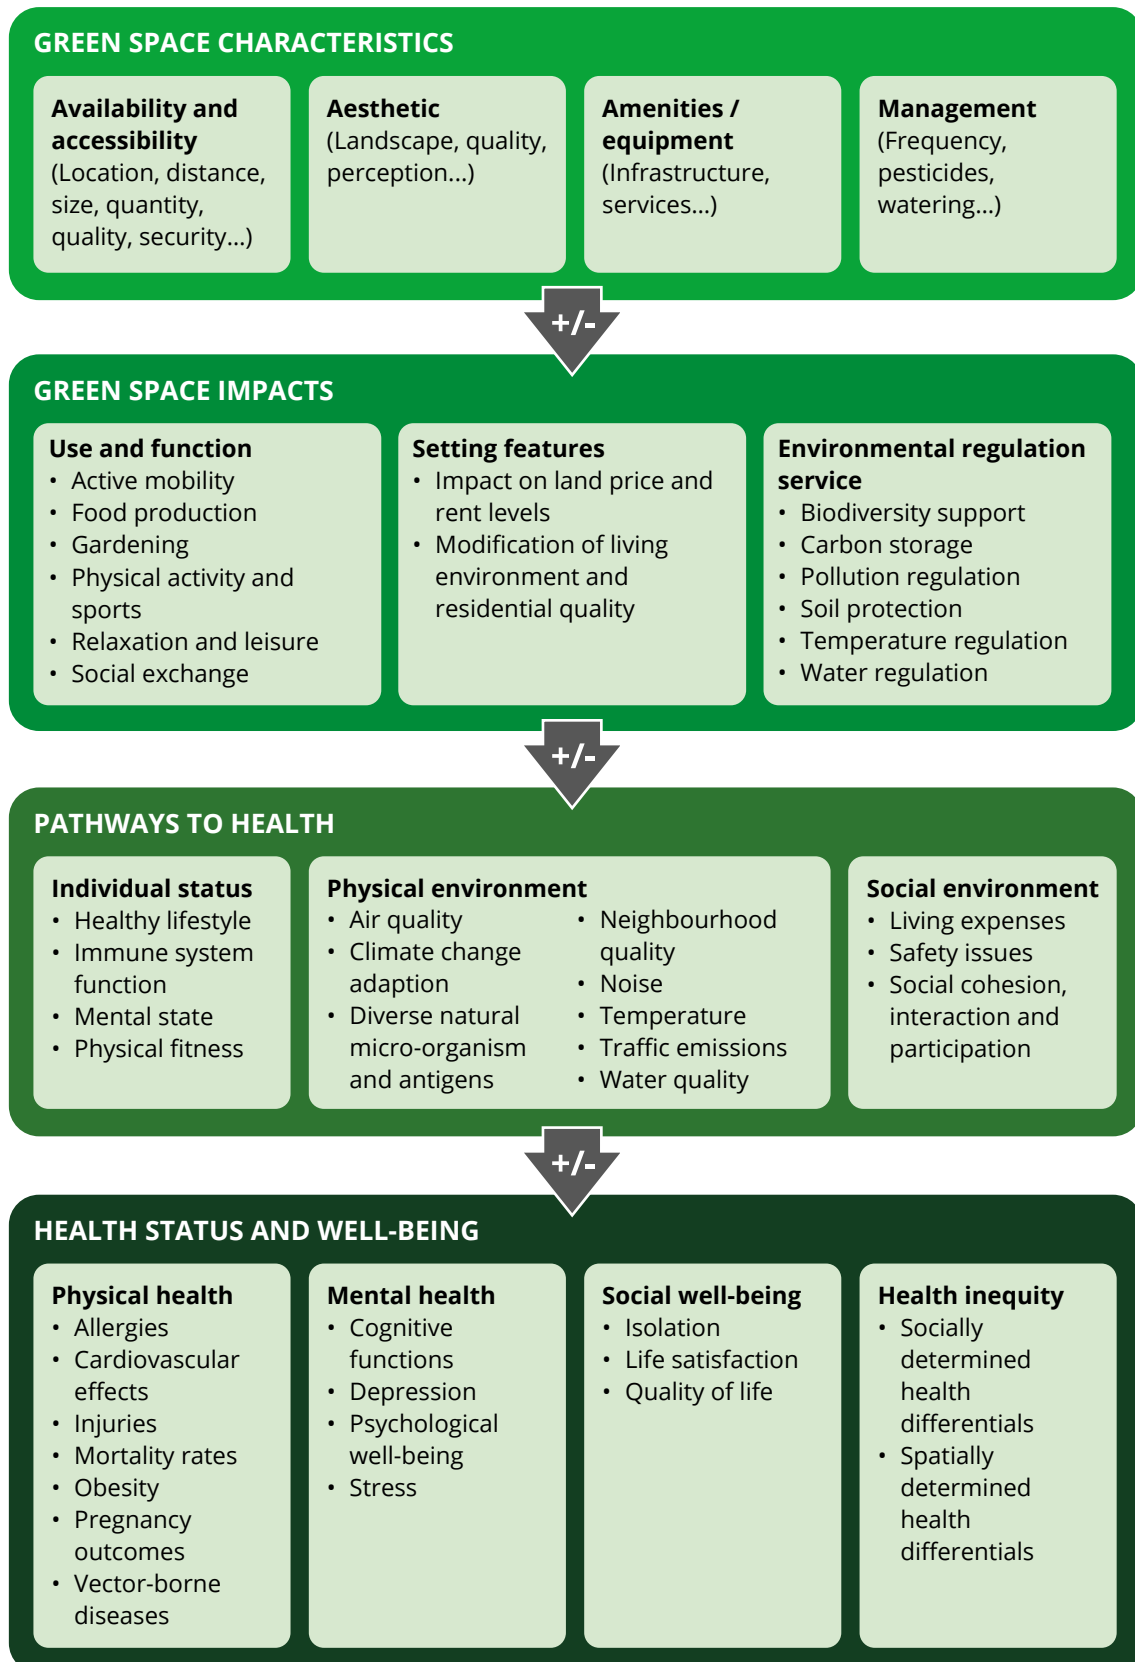 GREEN SPACE CHARACTERISTICS
Availability and
accessibility
(Location, distance,
size, quantity,
quality, security...)
Aesthetic
(Landscape, quality,
perception...)
Amenities /
equipment
(Infrastructure,
services...)
Management
(Frequency,
pesticides,
watering...)
+/-
GREEN SPACE IMPACTS
Use and function
• Active mobility
• Food production
• Gardening
• Physical activity and
sports
• Relaxation and leisure
• Social exchange
Setting features
• Impact on land price and
rent levels
• Modification of living
environment and
residential quality
Environmental regulation
service
• Biodiversity support
• Carbon storage
• Pollution regulation
• Soil protection
• Temperature regulation
• Water regulation
+/-
PATHWAYS TO HEALTH
Individual status
• Healthy lifestyle
• Immune system
function
• Mental state
• Physical fitness
Physical environment
• Air quality
• Climate change
adaption
• Diverse natural
micro-organism
and antigens
• Neighbourhood
quality
• Noise
• Temperature
• Traffic emissions
• Water quality
Social environment
• Living expenses
• Safety issues
• Social cohesion,
interaction and
participation
+/-
HEALTH STATUS AND WELL-BEING
Physical health
• Allergies
• Cardiovascular
effects
• Injuries
• Mortality rates
• Obesity
• Pregnancy
outcomes
• Vector-borne
diseases
Mental health
• Cognitive
functions
• Depression
• Psychological
well-being
• Stress
Social well-being
• Isolation
• Life satisfaction
• Quality of life
Health inequity
• Socially
determined
health
differentials
• Spatially
determined
health
differentials